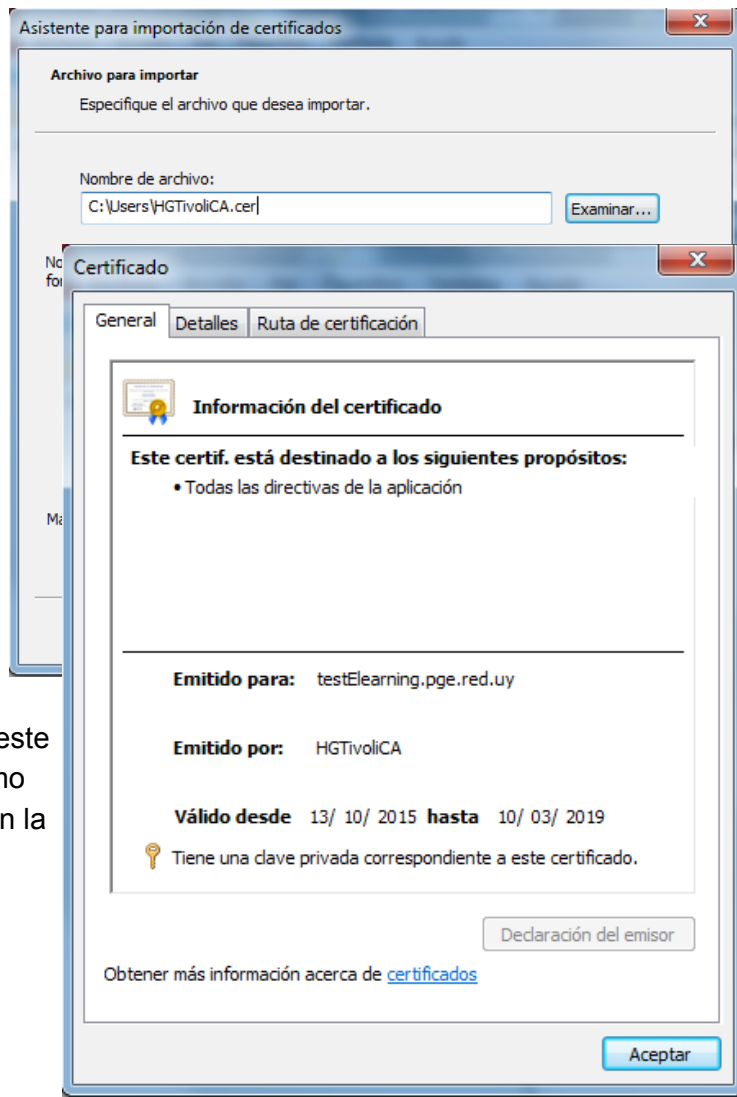 Asistente para importación de certificados
Archivo para importar
Especifique el archivo que desea importar.
Nombre de archivo:
C:\Users\HGTivoliCA.cer
Examinar...
Certificado
General Detalles Ruta de certificación
Información del certificado
Este certif. está destinado a los siguientes propósitos:
• Todas las directivas de la aplicación
Emitido para: testElearning.pge.red.uy
Emitido por: HGTivoliCA
Válido desde 13/ 10/ 2015 hasta 10/ 03/ 2019
Tiene una clave privada correspondiente a este certificado.
Declaración del emisor
Obtener más información acerca de certificados
Aceptar
este
n la